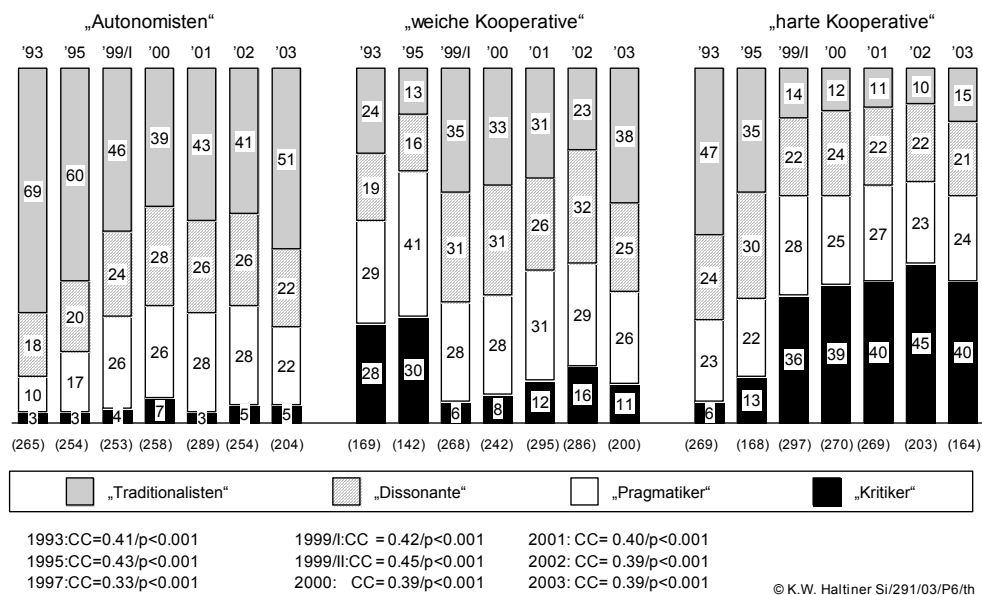 „Autonomisten“ „weiche Kooperative“ „harte Kooperative“
’93 ’95 ’99/I ’00 ’01 ’02 ’03 ’93 ’95 ’99/I ’00 ’01 ’02 ’03 ’93 ’95 ’99/I ’00 ’01 ’02 ’03
69 60 46 39 43 41 51 24 13 35 33 31 23 38 47 35 14 12 11 10 15
18 20 24 28 26 26 22 19 16 31 31 26 32 25 24 30 22 24 22 22 21
10 17 26 26 28 28 22 29 41 28 28 31 29 26 23 22 28 25 27 23 24
3 3 4 7 3 5 5 28 30 6 8 12 16 11 6 13 36 39 40 45 40
(265) (254) (253) (258) (289) (254) (204) (169) (142) (268) (242) (295) (286) (200) (269) (168) (297) (270) (269) (203) (164)
„Traditionalisten“ „Dissonante“ „Pragmatiker“ „Kritiker“
1993:CC=0.41/p<0.001 1999/I:CC = 0.42/p<0.001 2001: CC= 0.40/p<0.001
1995:CC=0.43/p<0.001 1999/II:CC = 0.45/p<0.001 2002: CC= 0.39/p<0.001
1997:CC=0.33/p<0.001 2000: CC= 0.39/p<0.001 2003: CC= 0.39/p<0.001
© K.W. Haltiner Si/291/03/P6/th